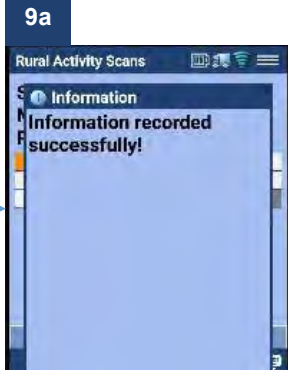 9a
Rural Activity Scans
Information
Information recorded
successfully!